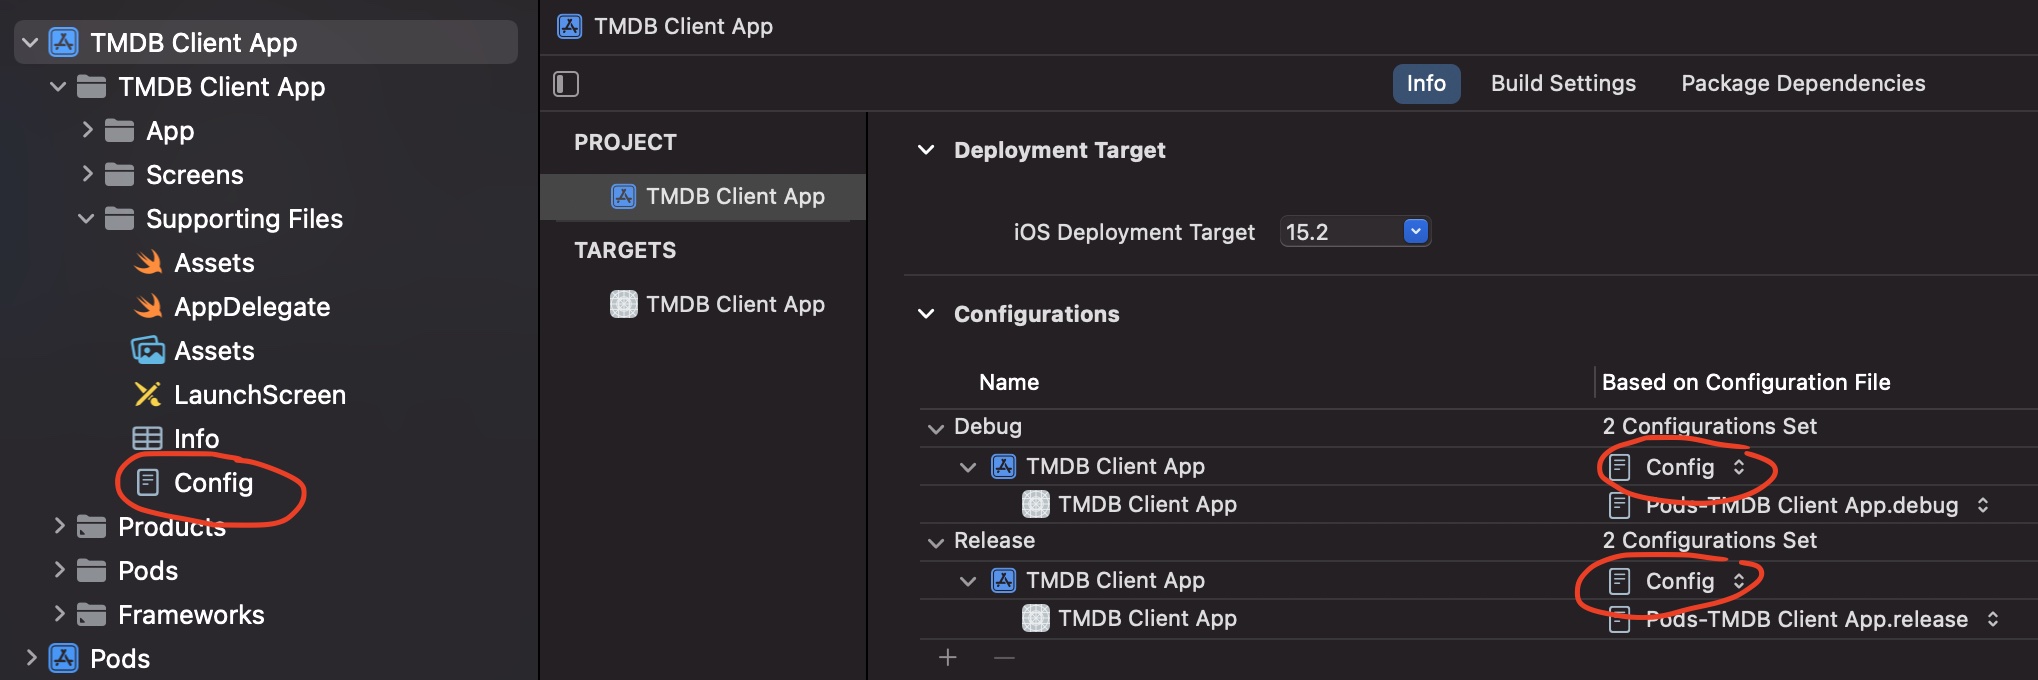 TMDB Client App
TMDB Client App
App
Screens
Supporting Files
Assets
AppDelegate
Assets
LaunchScreen
Info
Config
Products
Pods
Frameworks
Pods
TMDB Client App
Info Build Settings Package Dependencies
PROJECT
TMDB Client App
TARGETS
TMDB Client App
Deployment Target
iOS Deployment Target 15.2
Configurations
Name Based on Configuration File
Debug 2 Configurations Set
TMDB Client App Config
TMDB Client App Pods-TMDB Client App.debug
Release 2 Configurations Set
TMDB Client App Config
TMDB Client App Pods-TMDB Client App.release